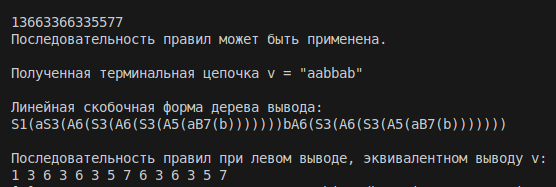 13663366335577
Последовательность правил может быть применена.
Полученная терминальная цепочка v = "aabbab"
Линейная скобочная форма дерева вывода:
S1(aS3(A6(S3(A6(S3(A5(aB7(b)))))))bA6(S3(A6(S3(A5(aB7(b)))))))
Последовательность правил при левом выводе, эквивалентном выводу v:
1 3 6 3 6 3 5 7 6 3 6 3 5 7